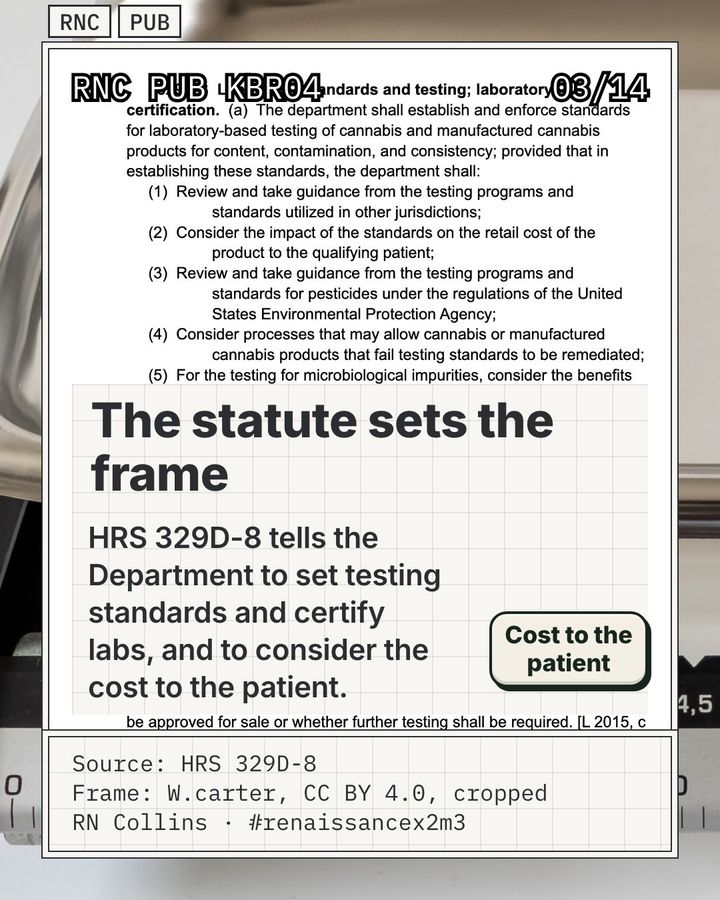 RNC PUB
RNC PUB KBR04 03/14
andards and testing; laboratory
certification. (a) The department shall establish and enforce standards
for laboratory-based testing of cannabis and manufactured cannabis
products for content, contamination, and consistency; provided that in
establishing these standards, the department shall:
(1) Review and take guidance from the testing programs and
standards utilized in other jurisdictions;
(2) Consider the impact of the standards on the retail cost of the
product to the qualifying patient;
(3) Review and take guidance from the testing programs and
standards for pesticides under the regulations of the United
States Environmental Protection Agency;
(4) Consider processes that may allow cannabis or manufactured
cannabis products that fail testing standards to be remediated;
(5) For the testing for microbiological impurities, consider the benefits
The statute sets the
frame
HRS 329D-8 tells the
Department to set testing
standards and certify
labs, and to consider the
cost to the patient.
Cost to the
patient
be approved for sale or whether further testing shall be required. [L 2015, c
4,5
0
Source: HRS 329D-8
Frame: W.carter, CC BY 4.0, cropped
RN Collins · #renaissancex2m3